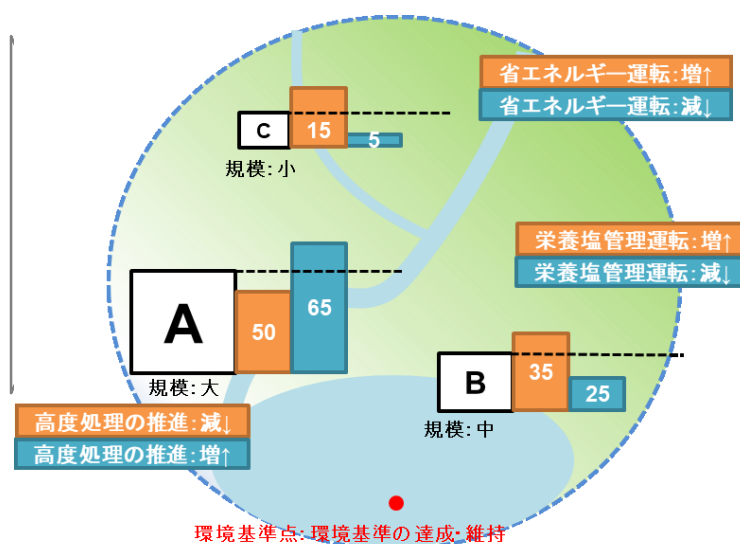 省エネルギー運転:増↑
省エネルギー運転:減↓
C
15
5
規模:小
栄養塩管理運転:増↑
栄養塩管理運転:減↓
A
50
65
規模:大
B
35
25
規模:中
高度処理の推進:減↓
高度処理の推進:増↑
環境基準点:環境基準の達成・維持